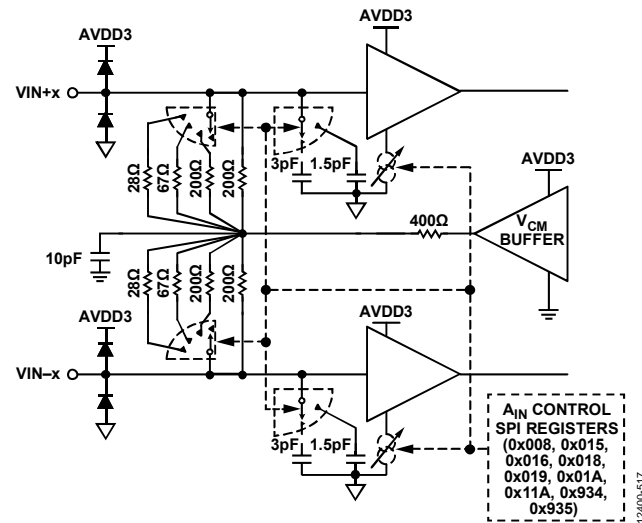 AVDD3
AVDD3
VIN+x
3pF
1.5pF
28Ω
67Ω
200Ω
200Ω
AVDD3
400Ω
VCM
BUFFER
10pF
28Ω
67Ω
200Ω
200Ω
AVDD3
AVDD3
VIN–x
3pF
1.5pF
AIN CONTROL
SPI REGISTERS
(0x008, 0x015,
0x016, 0x018,
0x019, 0x01A,
0x11A, 0x934,
0x935)
12400-517